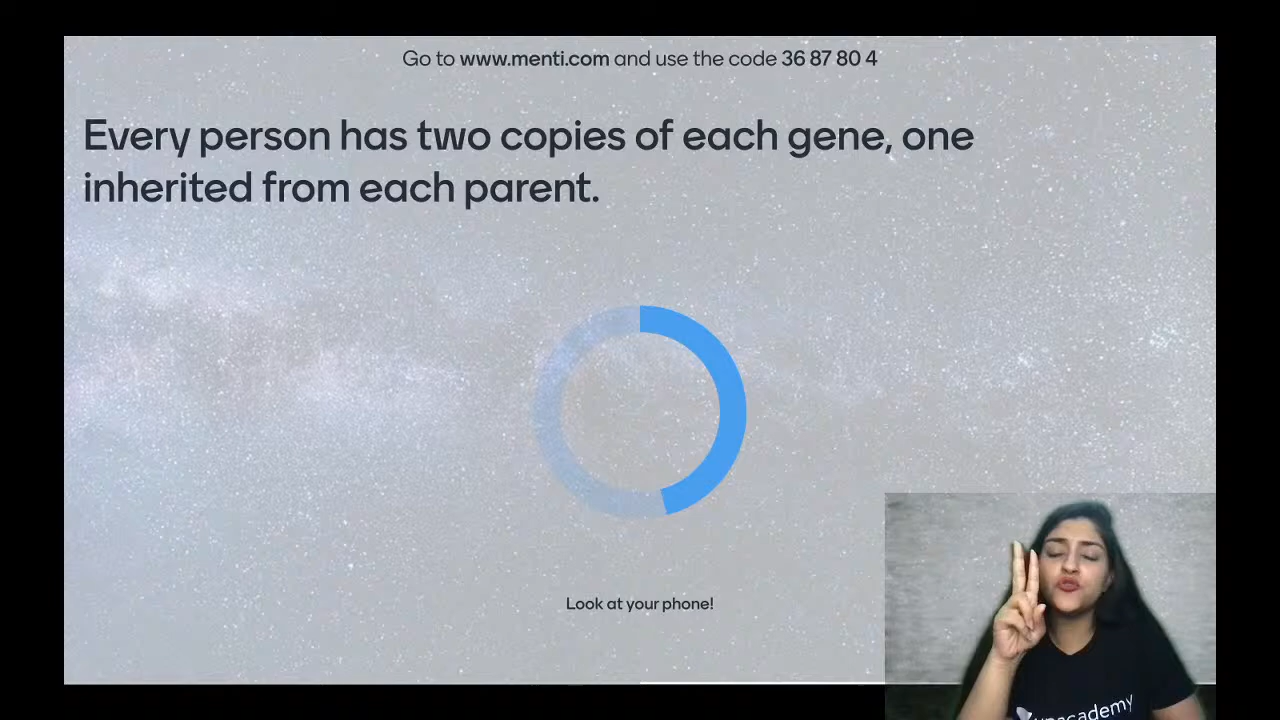 Go to www.menti.com and use the code 36 87 80 4
Every person has two copies of each gene, one
inherited from each parent.
Look at your phone!
unacademy